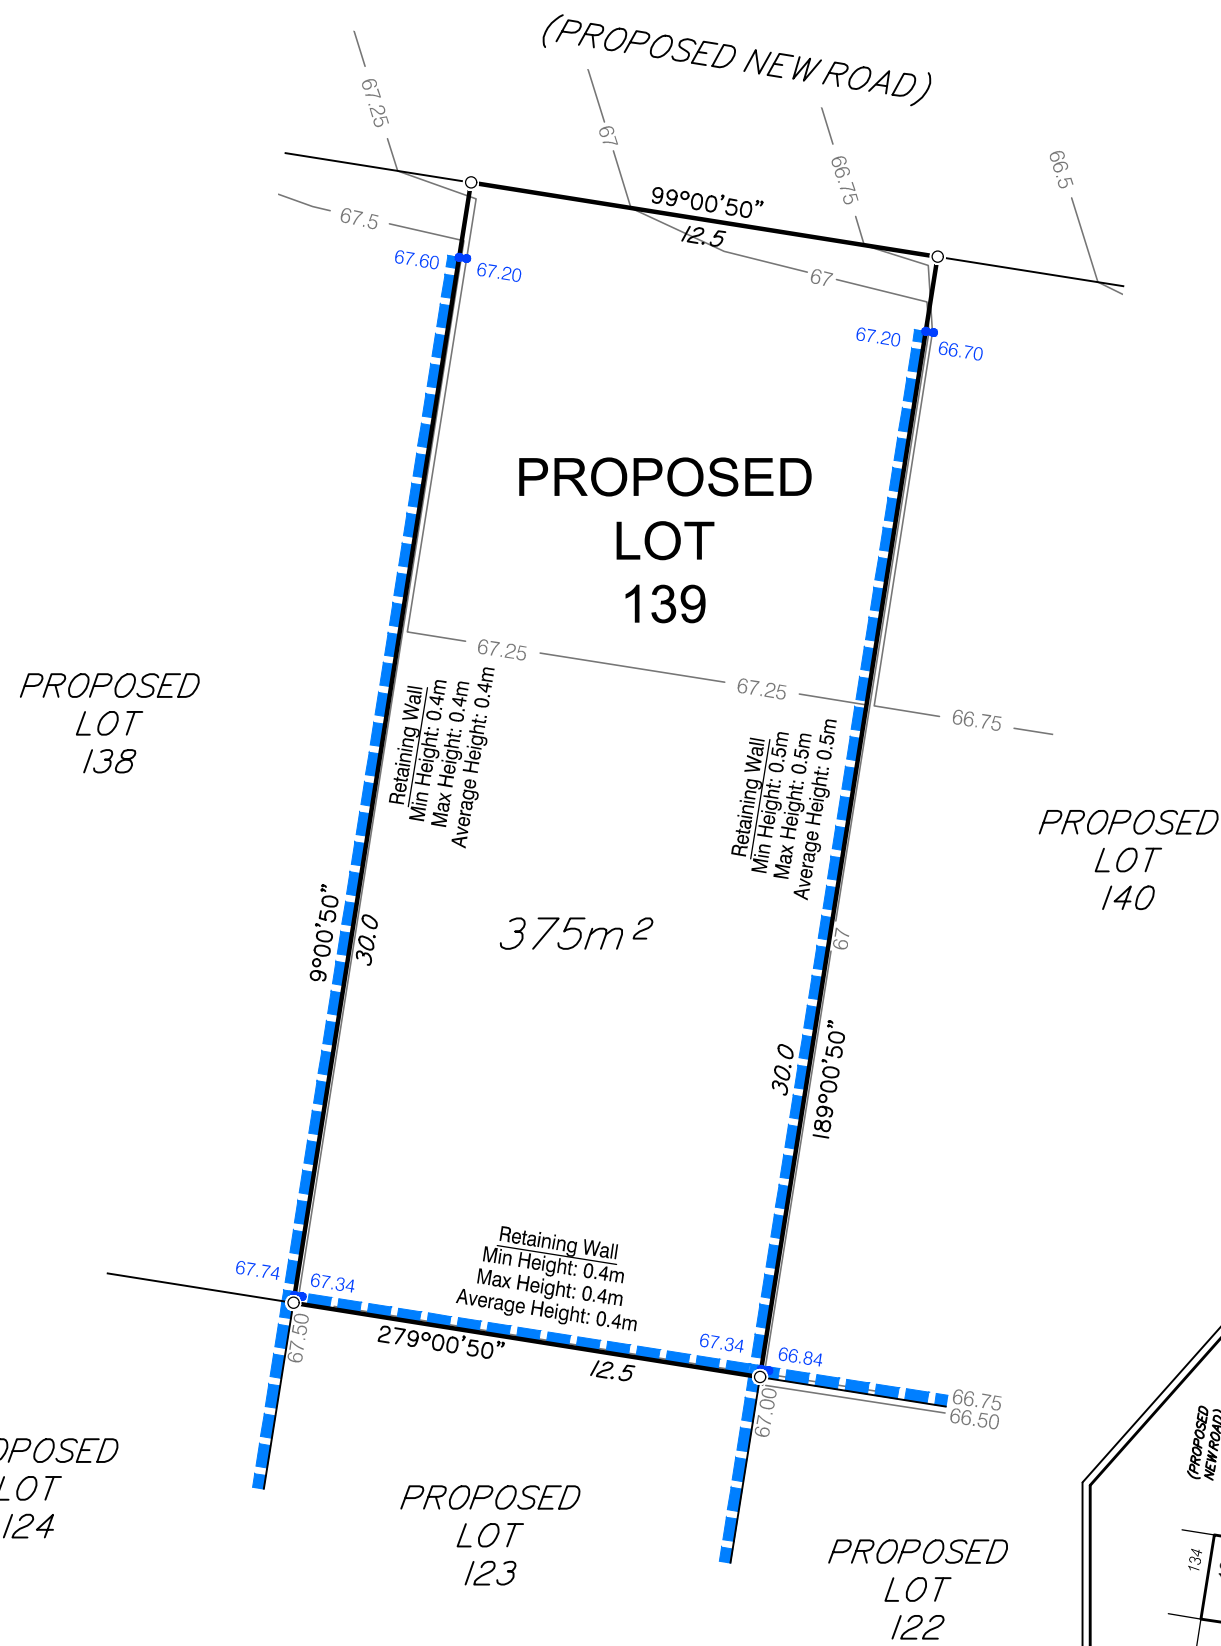 (PROPOSED NEW ROAD)
67.25
67
66.75
66.5
99°00'50"
12.5
67.5
67
67.60
67.20
67.20
66.70
PROPOSED
LOT
139
67.25
67.25
66.75
PROPOSED
LOT
138
Retaining Wall
Min Height: 0.4m
Max Height: 0.4m
Average Height: 0.4m
Retaining Wall
Min Height: 0.5m
Max Height: 0.5m
Average Height: 0.5m
PROPOSED
LOT
140
9°00'50"
30.0
375m²
67
30.0
189°00'50"
Retaining Wall
Min Height: 0.4m
Max Height: 0.4m
Average Height: 0.4m
67.74
67.34
67.50
279°00'50"
12.5
67.34
66.84
67.00
66.75
66.50
OPOSED
LOT
124
PROPOSED
LOT
123
PROPOSED
LOT
122
(PROPOSED
NEW ROAD)
134